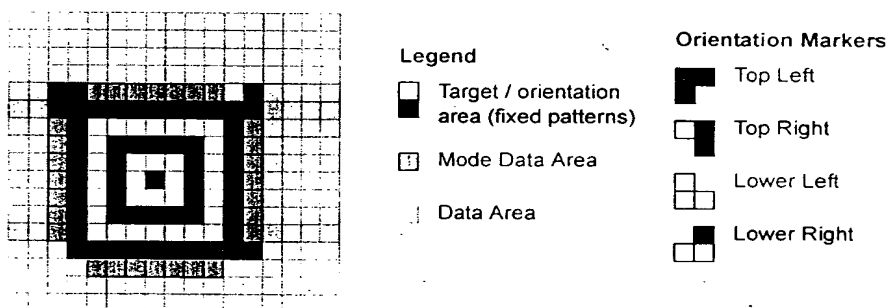 Legend
Target / orientation
area (fixed patterns)
Mode Data Area
Data Area
Orientation Markers
Top Left
Top Right
Lower Left
Lower Right